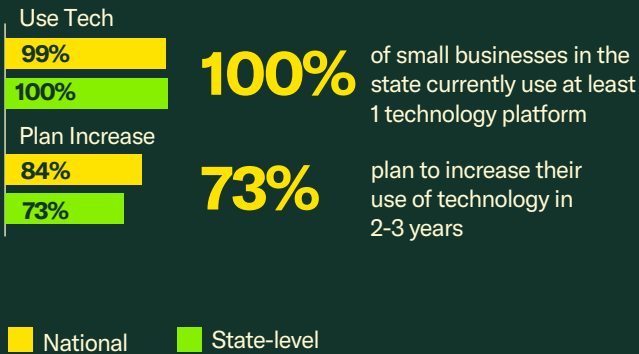 Use Tech
99%
100%
100%
of small businesses in the
state currently use at least
1 technology platform
Plan Increase
84%
73%
73%
plan to increase their
use of technology in
2-3 years
National
State-level